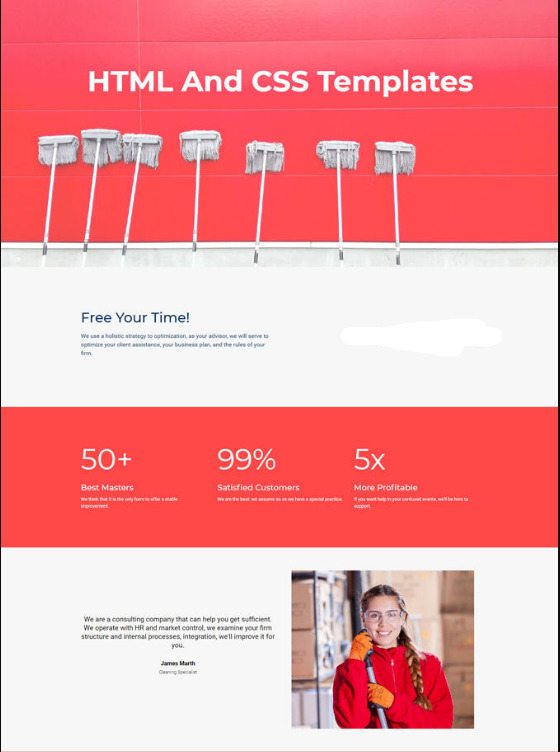 HTML And CSS Templates
Free Your Time!
We use a holistic strategy to optimization, as your advisor, we will serve to
optimize your client assistance, your business plan, and the rules of your
firm.
50+
Best Masters
We think that it is the only here to offer a stable
improvement.
99%
Satisfied Customers
We are the best: we assume so as we have a special practice.
5x
More Profitable
If you want help in your confused events, we'll be here to
support.
We are a consulting company that can help you get sufficient.
We operate with HR and market control, we examine your firm
structure and internal processes, integration, we'll improve it for
you.
James Marth
Cleaning Specialist